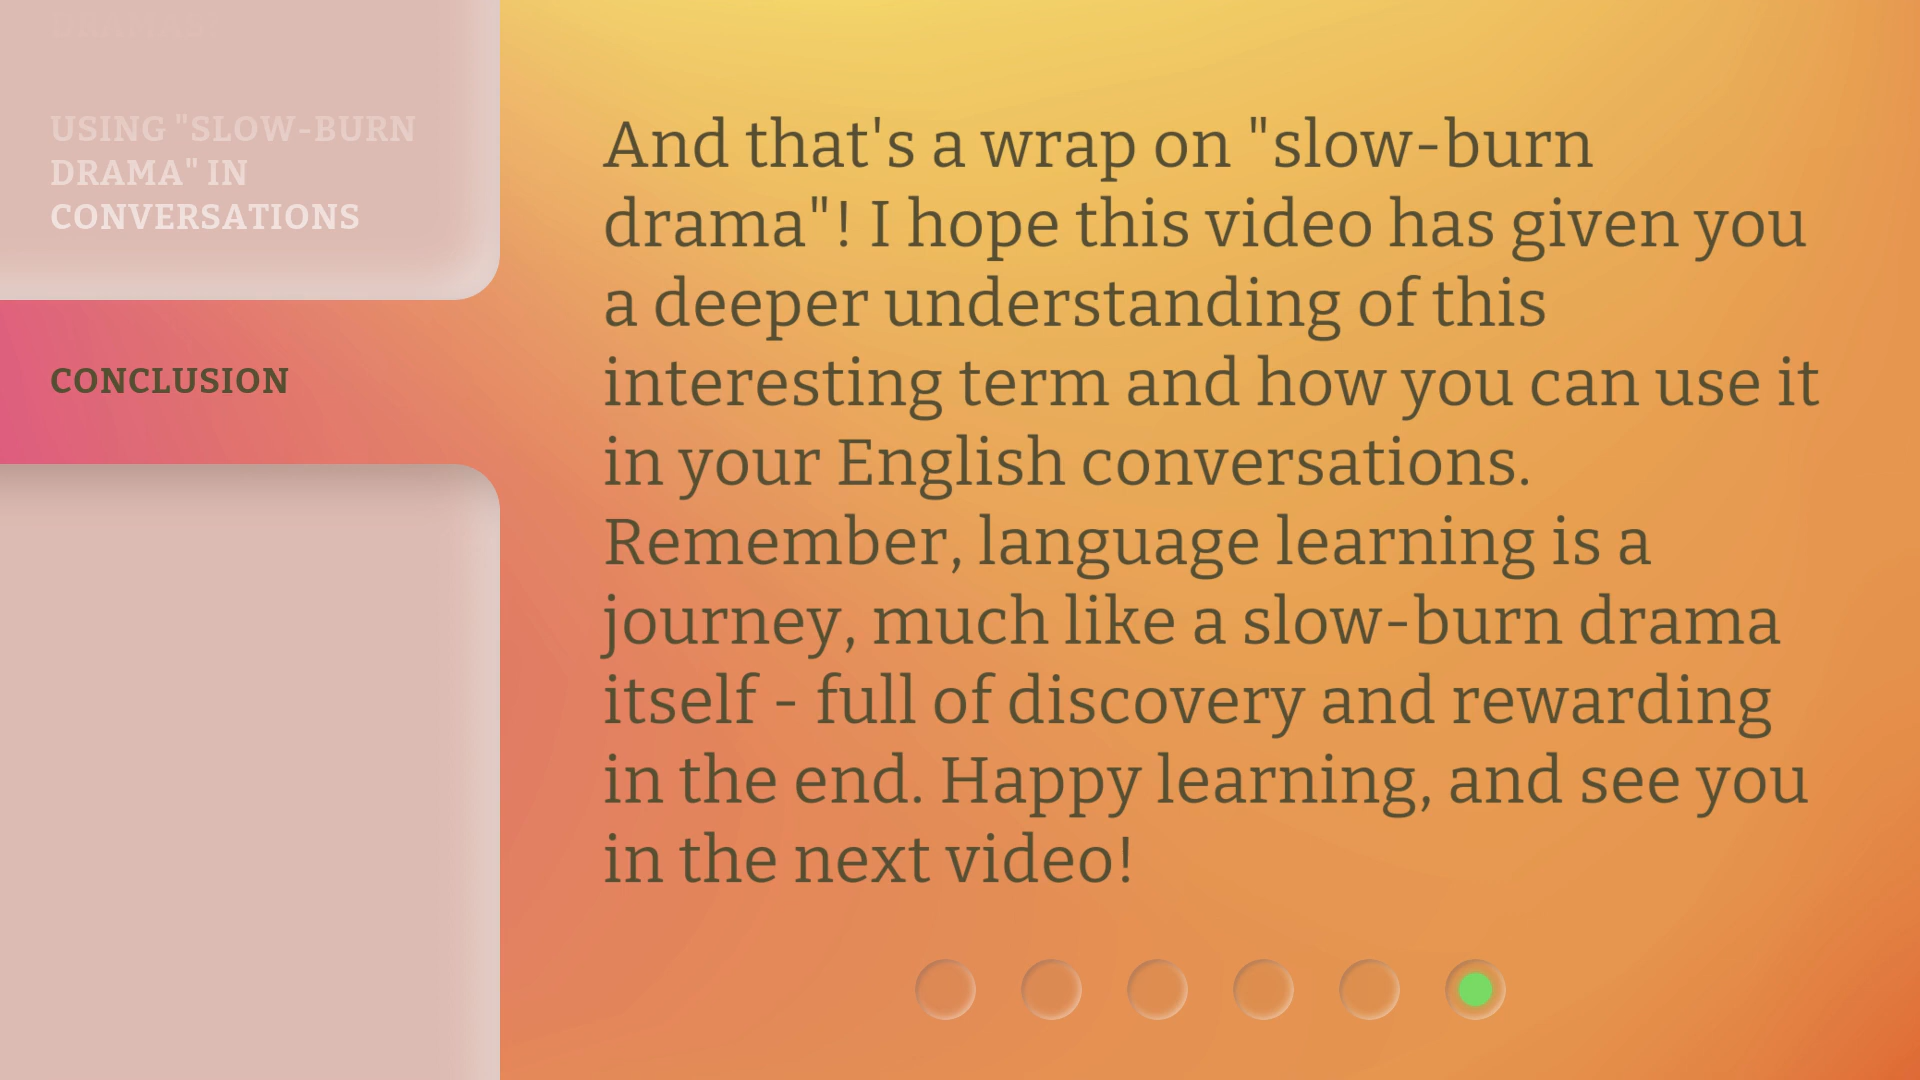 USING "SLOW-BURN
DRAMA" IN
CONVERSATIONS
CONCLUSION
And that's a wrap on "slow-burn
drama"! I hope this video has given you
a deeper understanding of this
interesting term and how you can use it
in your English conversations.
Remember, language learning is a
journey, much like a slow-burn drama
itself - full of discovery and rewarding
in the end. Happy learning, and see you
in the next video!